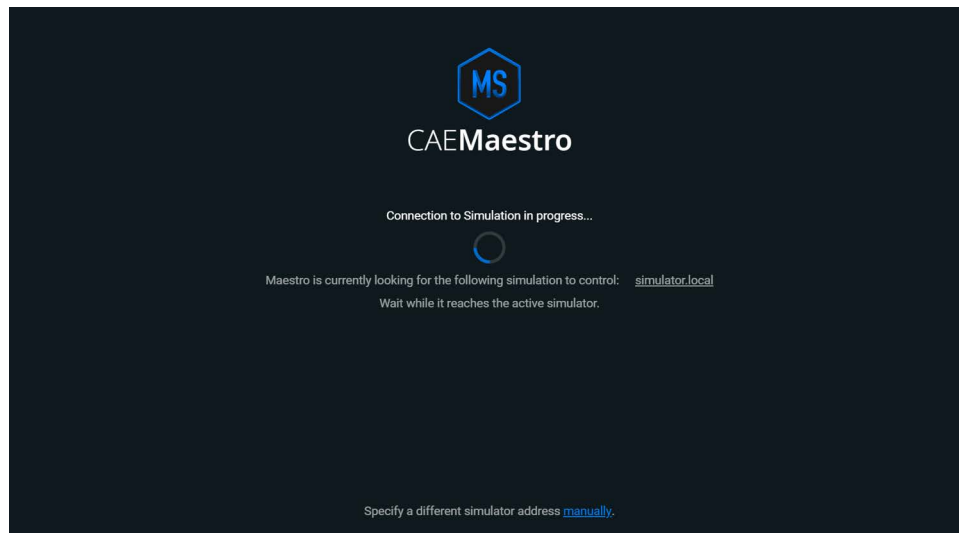 MS
CAEMaestro
Connection to Simulation in progress...
Maestro is currently looking for the following simulation to control: simulator.local
Wait while it reaches the active simulator.
Specify a different simulator address manually.